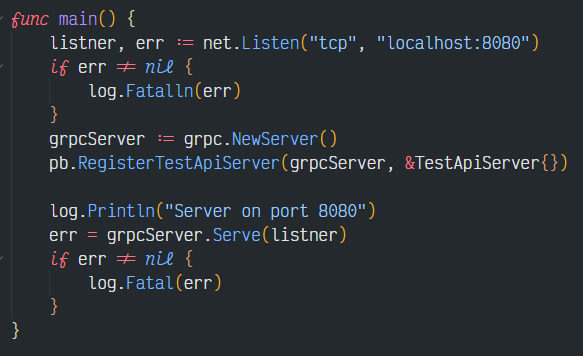 func main() {
    listner, err := net.Listen("tcp", "localhost:8080")
    if err != nil {
        log.Fatalln(err)
    }
    grpcServer := grpc.NewServer()
    pb.RegisterTestApiServer(grpcServer, &TestApiServer{})

    log.Println("Server on port 8080")
    err = grpcServer.Serve(listner)
    if err != nil {
        log.Fatal(err)
    }
}